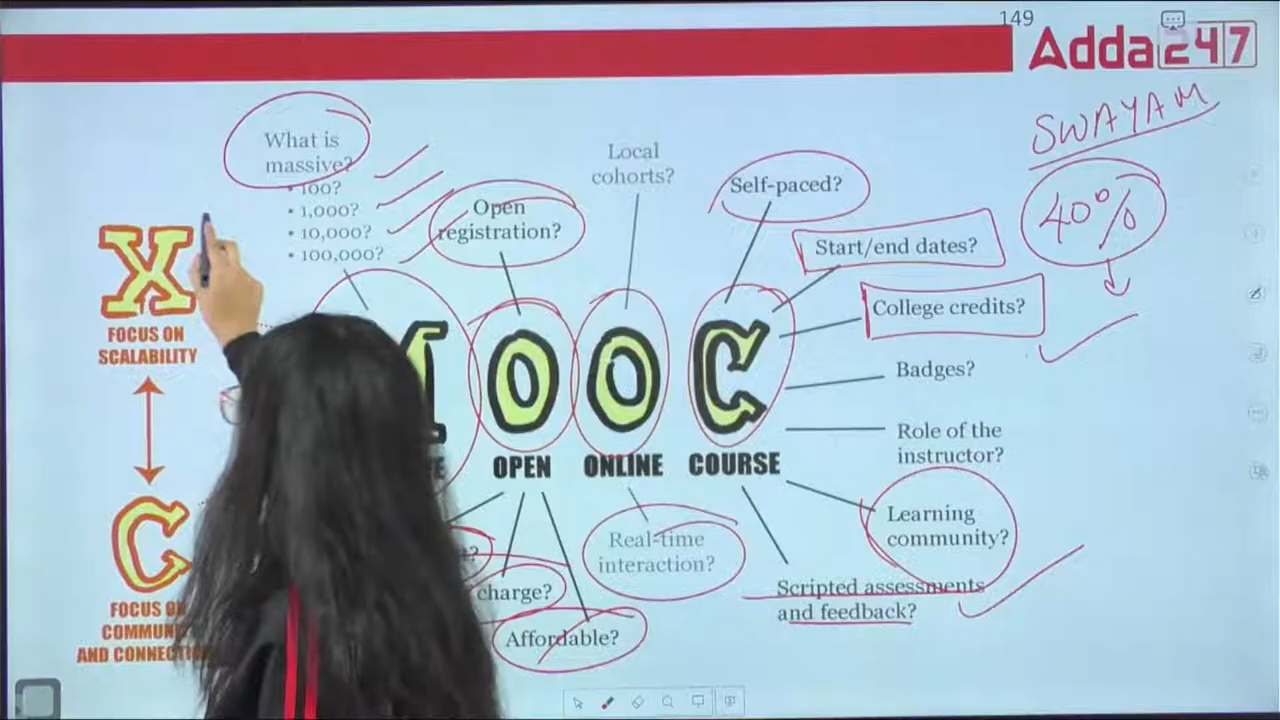 149
Adda247
SWAYAM
40%
What is
massive?
• 100?
• 1,000?
• 10,000?
• 100,000?
Open
registration?
Local
cohorts?
Self-paced?
Start/end dates?
College credits?
Badges?
Role of the
instructor?
Learning
community?
Scripted assessments
and feedback?
Real-time
interaction?
charge?
Affordable?
X
FOCUS ON
SCALABILITY
C
FOCUS
AND
OOC
OPEN
ONLINE
COURSE